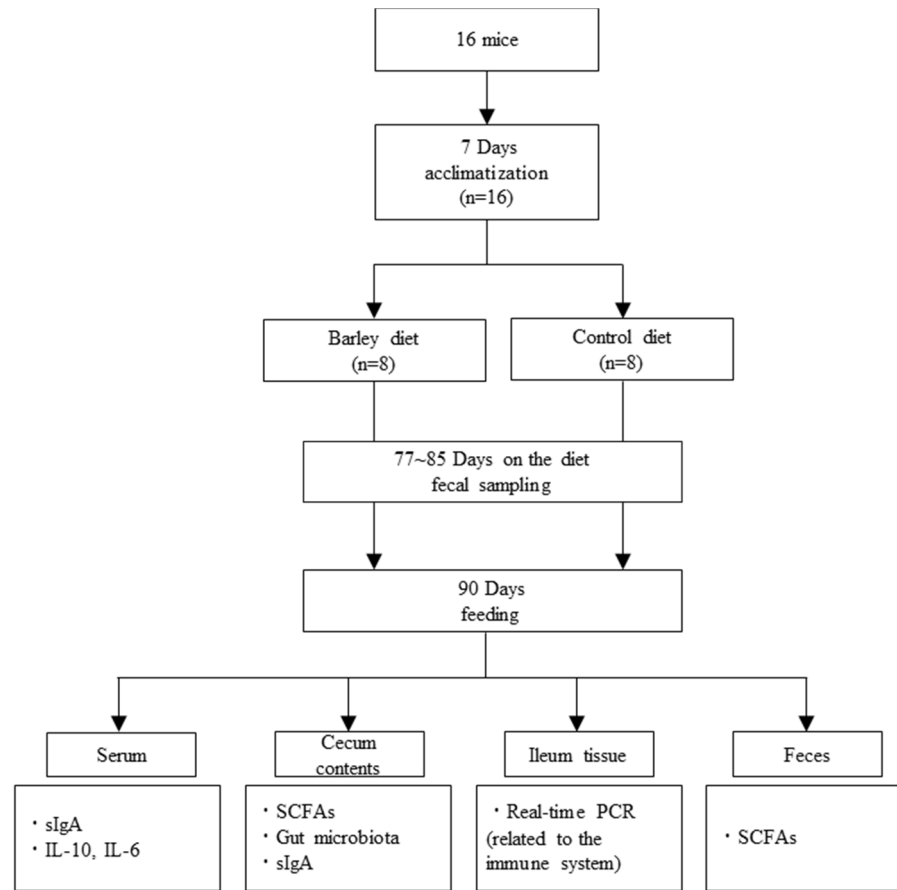 16 mice
7 Days
acclimatization
(n=16)
Barley diet
(n=8)
Control diet
(n=8)
77~85 Days on the diet
fecal sampling
90 Days
feeding
Serum
Cecum
contents
Ileum tissue
Feces
・sIgA
・IL-10, IL-6
・SCFAs
・Gut microbiota
・sIgA
・Real-time PCR
(related to the
immune system)
・SCFAs